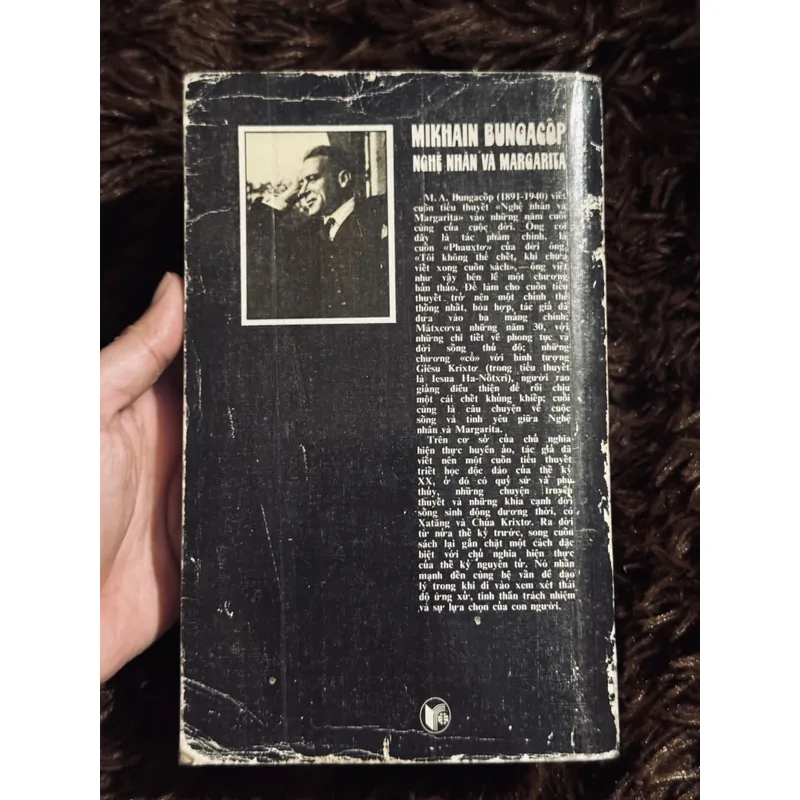 MIKHAIN BUNGACỐP
NGHỆ NHÂN VÀ MARGARITA
M. A. Bungacốp (1891-1940) viết
cuốn tiểu thuyết «Nghệ nhân và
Margarita» vào những năm cuối
cùng của cuộc đời. Ông coi
đây là tác phẩm chính, là
cuốn «Phauxtơ» của đời ông.
«Tôi không thể chết, khi chưa
viết xong cuốn sách», — ông viết
như vậy bên lề một chương
bản thảo. Để làm cho cuốn tiểu
thuyết trở nên một chỉnh thể
thống nhất, hòa hợp, tác giả đã
đưa vào ba mảng chính:
Mátxcơva những năm 30, với
những chi tiết về phong tục và
đời sống thủ đô; những
chương «cổ» với hình tượng
Giêsu Krixtơ (trong tiểu thuyết
là Iesua Ha-Nốtxri), người rao
giảng điều thiện để rồi chịu
một cái chết khủng khiếp; cuối
cùng là câu chuyện về cuộc
sống và tình yêu giữa Nghệ
nhân và Margarita.
Trên cơ sở của chủ nghĩa
hiện thực huyền ảo, tác giả đã
viết nên một cuốn tiểu thuyết
triết học độc đáo của thế kỷ
XX, ở đó có quỷ sứ và phù
thủy, những chuyện truyền
thuyết và những khía cạnh đời
sống sinh động đương thời, có
Xatăng và Chúa Krixtơ. Ra đời
từ nửa thế kỷ trước, song cuốn
sách lại gắn chặt một cách đặc
biệt với chủ nghĩa hiện thực
của thế kỷ nguyên tử. Nó nhấn
mạnh đến cùng hệ vấn đề đạo
lý trong khi đi vào xem xét thái
độ ứng xử, tinh thần trách nhiệm
và sự lựa chọn của con người.